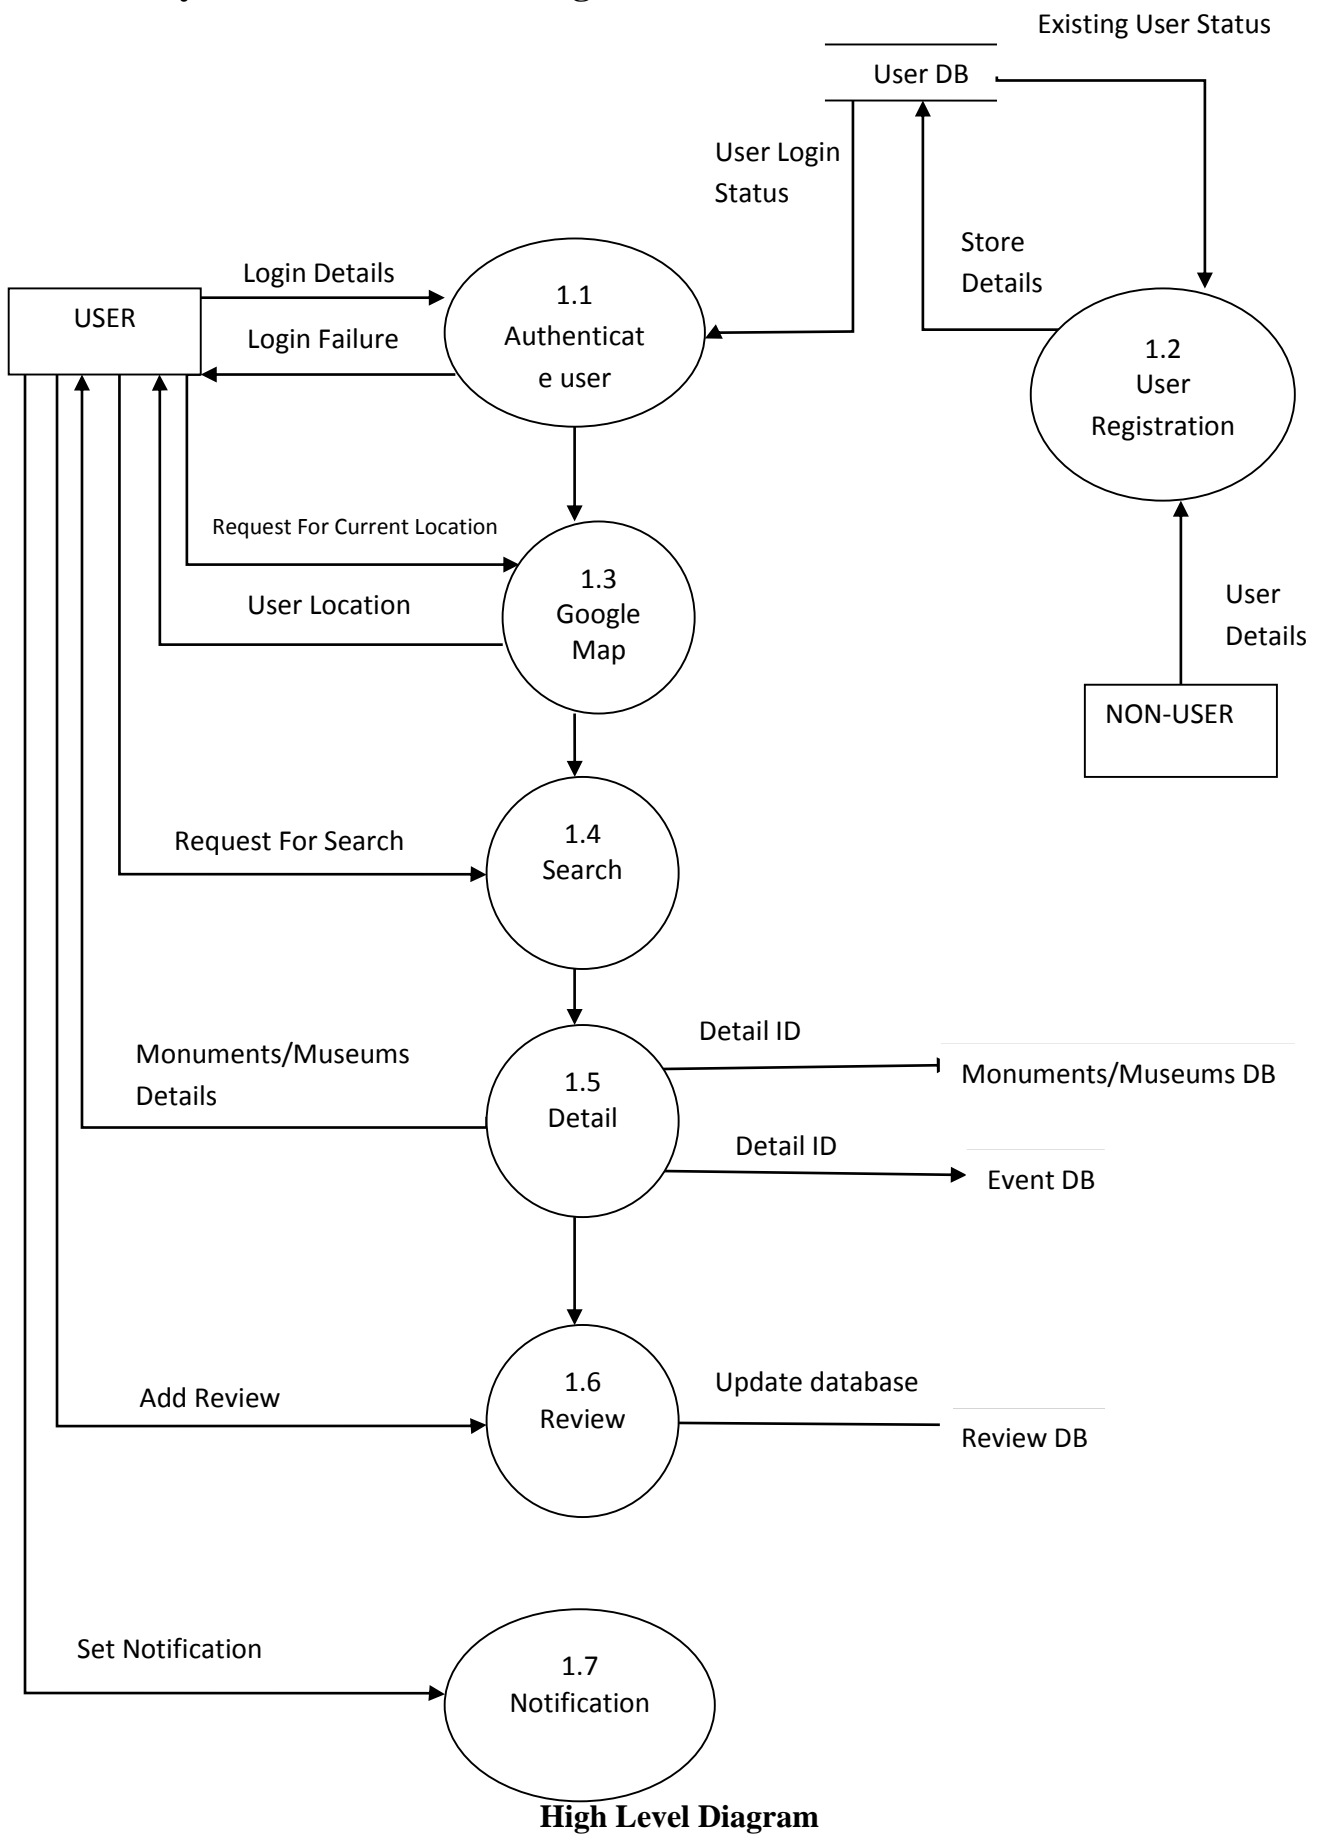 Existing User Status
User DB
User Login
Status
Store
Details
Login Details
USER
Login Failure
1.1
Authenticat
e user
1.2
User
Registration
Request For Current Location
User Location
1.3
Google
Map
User
Details
NON-USER
Request For Search
1.4
Search
Monuments/Museums
Details
1.5
Detail
Detail ID
Monuments/Museums DB
Detail ID
Event DB
Add Review
1.6
Review
Update database
Review DB
Set Notification
1.7
Notification
High Level Diagram